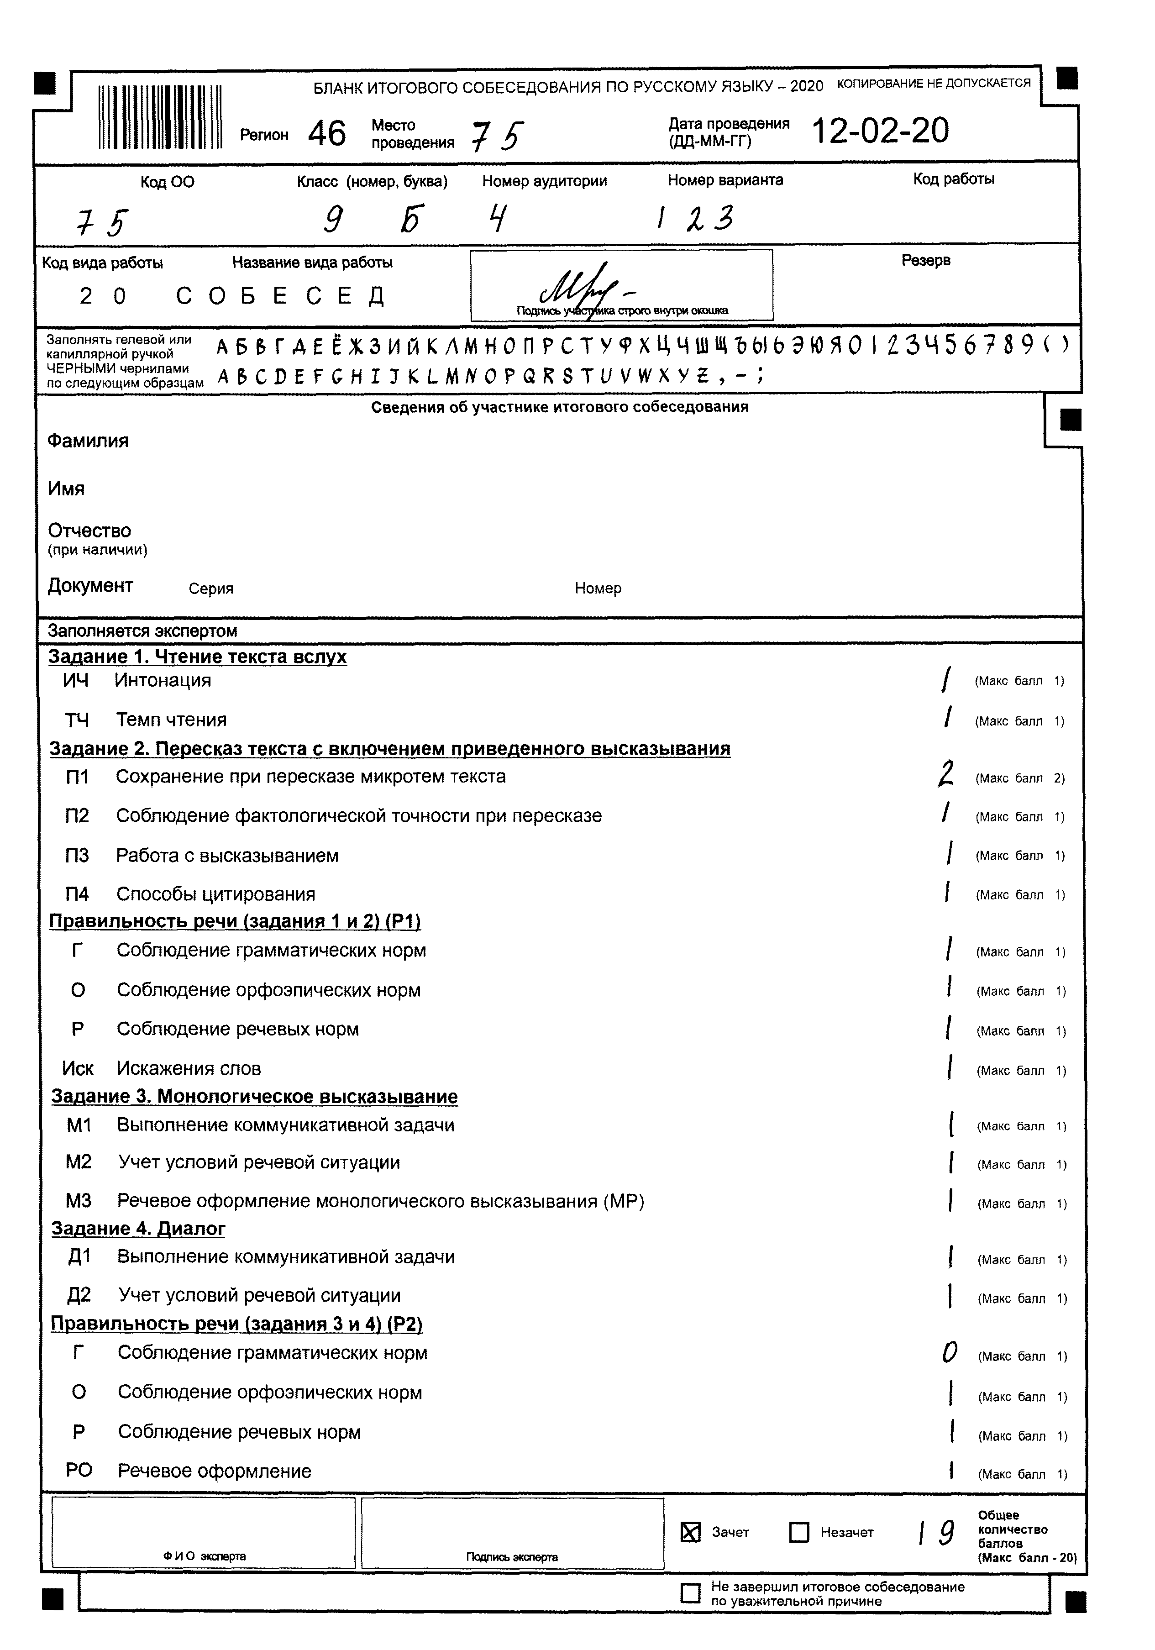 БЛАНК ИТОГОВОГО СОБЕСЕДОВАНИЯ ПО РУССКОМУ ЯЗЫКУ – 2020 КОПИРОВАНИЕ НЕ ДОПУСКАЕТСЯ
Регион 46 Место проведения 75 Дата проведения (ДД-ММ-ГГ) 12-02-20
Код ОО Класс (номер, буква) Номер аудитории Номер варианта Код работы
75 9 Б 4 123
Код вида работы Название вида работы Резерв
20 СОБЕСЕД
Подпись участника строго внутри окошка
Заполнять гелевой или
капиллярной ручкой
ЧЕРНЫМИ чернилами
по следующим образцам
АБВГДЕЁЖЗИЙКЛМНОПРСТУФХЦЧШЩЪЫЬЭЮЯ0123456789()
ABCDEFGHIJKLMNOPQRSTUVWXYZ,-;
Сведения об участнике итогового собеседования
Фамилия
Имя
Отчество
(при наличии)
Документ Серия Номер
Заполняется экспертом
Задание 1. Чтение текста вслух
ИЧ Интонация 1 (Макс балл 1)
ТЧ Темп чтения 1 (Макс балл 1)
Задание 2. Пересказ текста с включением приведенного высказывания
П1 Сохранение при пересказе микротем текста 2 (Макс балл 2)
П2 Соблюдение фактологической точности при пересказе 1 (Макс балл 1)
П3 Работа с высказыванием 1 (Макс балл 1)
П4 Способы цитирования 1 (Макс балл 1)
Правильность речи (задания 1 и 2) (Р1)
Г Соблюдение грамматических норм 1 (Макс балл 1)
О Соблюдение орфоэпических норм 1 (Макс балл 1)
Р Соблюдение речевых норм 1 (Макс балл 1)
Иск Искажения слов 1 (Макс балл 1)
Задание 3. Монологическое высказывание
М1 Выполнение коммуникативной задачи 1 (Макс балл 1)
М2 Учет условий речевой ситуации 1 (Макс балл 1)
М3 Речевое оформление монологического высказывания (МР) 1 (Макс балл 1)
Задание 4. Диалог
Д1 Выполнение коммуникативной задачи 1 (Макс балл 1)
Д2 Учет условий речевой ситуации 1 (Макс балл 1)
Правильность речи (задания 3 и 4) (Р2)
Г Соблюдение грамматических норм 0 (Макс балл 1)
О Соблюдение орфоэпических норм 1 (Макс балл 1)
Р Соблюдение речевых норм 1 (Макс балл 1)
РО Речевое оформление 1 (Макс балл 1)
ФИО эксперта Подпись эксперта
Зачет Незачет 19
Общее
количество
баллов
(Макс балл - 20)
Не завершил итоговое собеседование
по уважительной причине